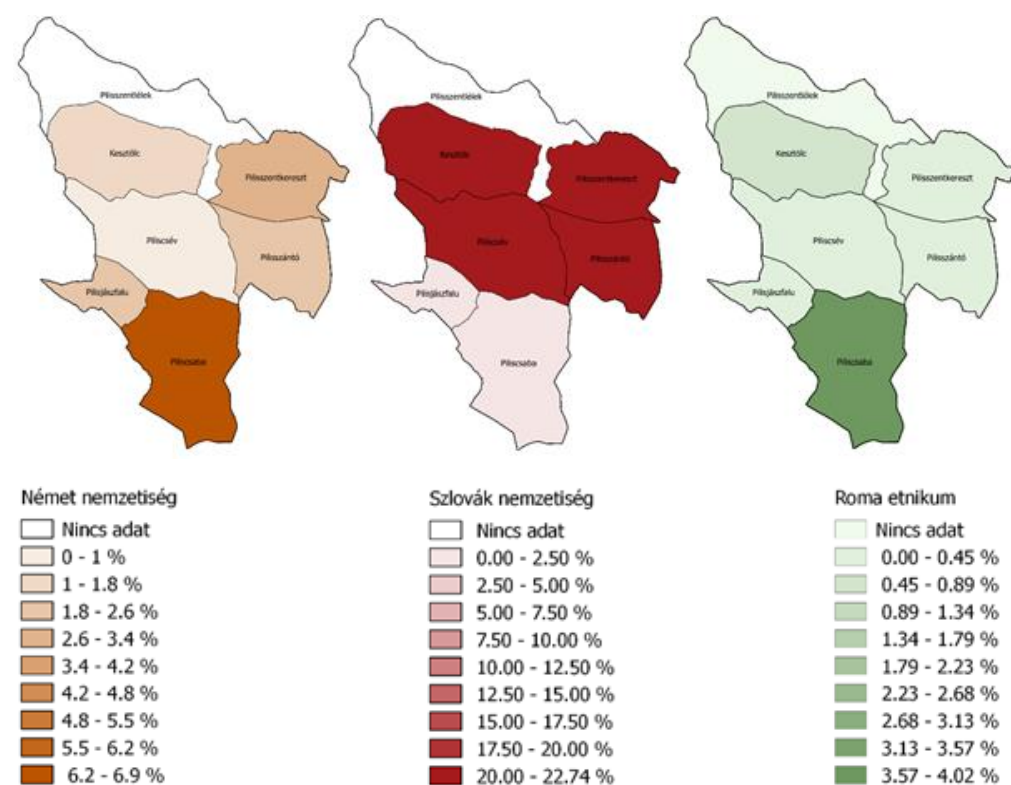 Pilisszentlélek
Kesztölc
Pilisszentkereszt
Piliscsév
Pilisszántó
Pilisjászfalu
Piliscsaba
Pilisszentlélek
Kesztölc
Pilisszentkereszt
Piliscsév
Pilisszántó
Pilisjászfalu
Piliscsaba
Pilisszentlélek
Kesztölc
Pilisszentkereszt
Piliscsév
Pilisszántó
Pilisjászfalu
Piliscsaba
Német nemzetiség
Nincs adat
0 - 1 %
1 - 1.8 %
1.8 - 2.6 %
2.6 - 3.4 %
3.4 - 4.2 %
4.2 - 4.8 %
4.8 - 5.5 %
5.5 - 6.2 %
6.2 - 6.9 %
Szlovák nemzetiség
Nincs adat
0.00 - 2.50 %
2.50 - 5.00 %
5.00 - 7.50 %
7.50 - 10.00 %
10.00 - 12.50 %
12.50 - 15.00 %
15.00 - 17.50 %
17.50 - 20.00 %
20.00 - 22.74 %
Roma etnikum
Nincs adat
0.00 - 0.45 %
0.45 - 0.89 %
0.89 - 1.34 %
1.34 - 1.79 %
1.79 - 2.23 %
2.23 - 2.68 %
2.68 - 3.13 %
3.13 - 3.57 %
3.57 - 4.02 %